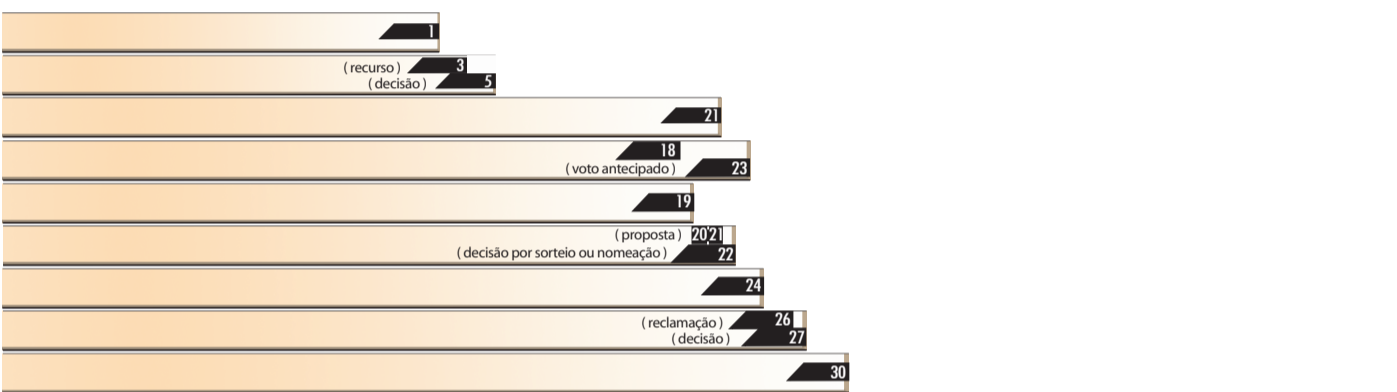 1
(recurso) 3
(decisão) 5
21
18
(voto antecipado) 23
19
(proposta) 20'21
(decisão por sorteio ou nomeação) 22
24
(reclamação) 26
(decisão) 27
30